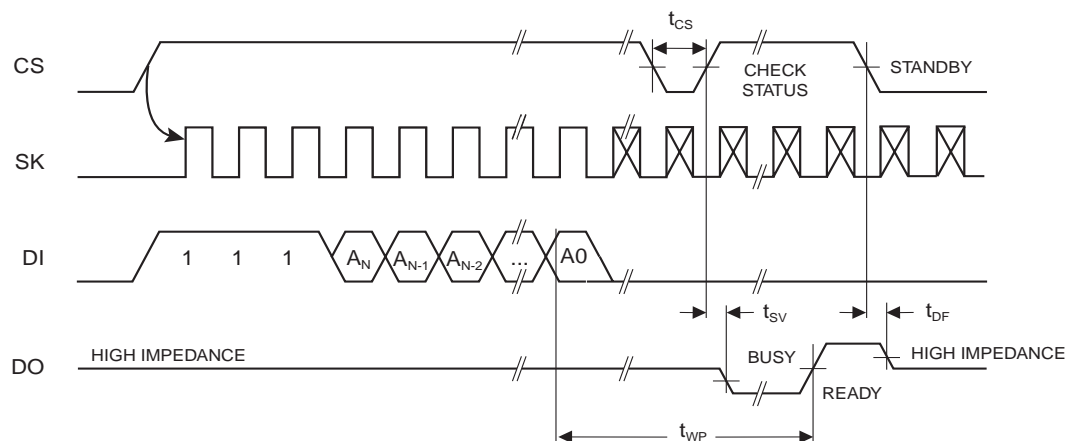 tCS
CS
CHECK
STATUS
STANDBY
SK
DI
1 1 1 AN AN-1 AN-2 ... A0
tSV
tDF
DO
HIGH IMPEDANCE
BUSY
READY
HIGH IMPEDANCE
tWP